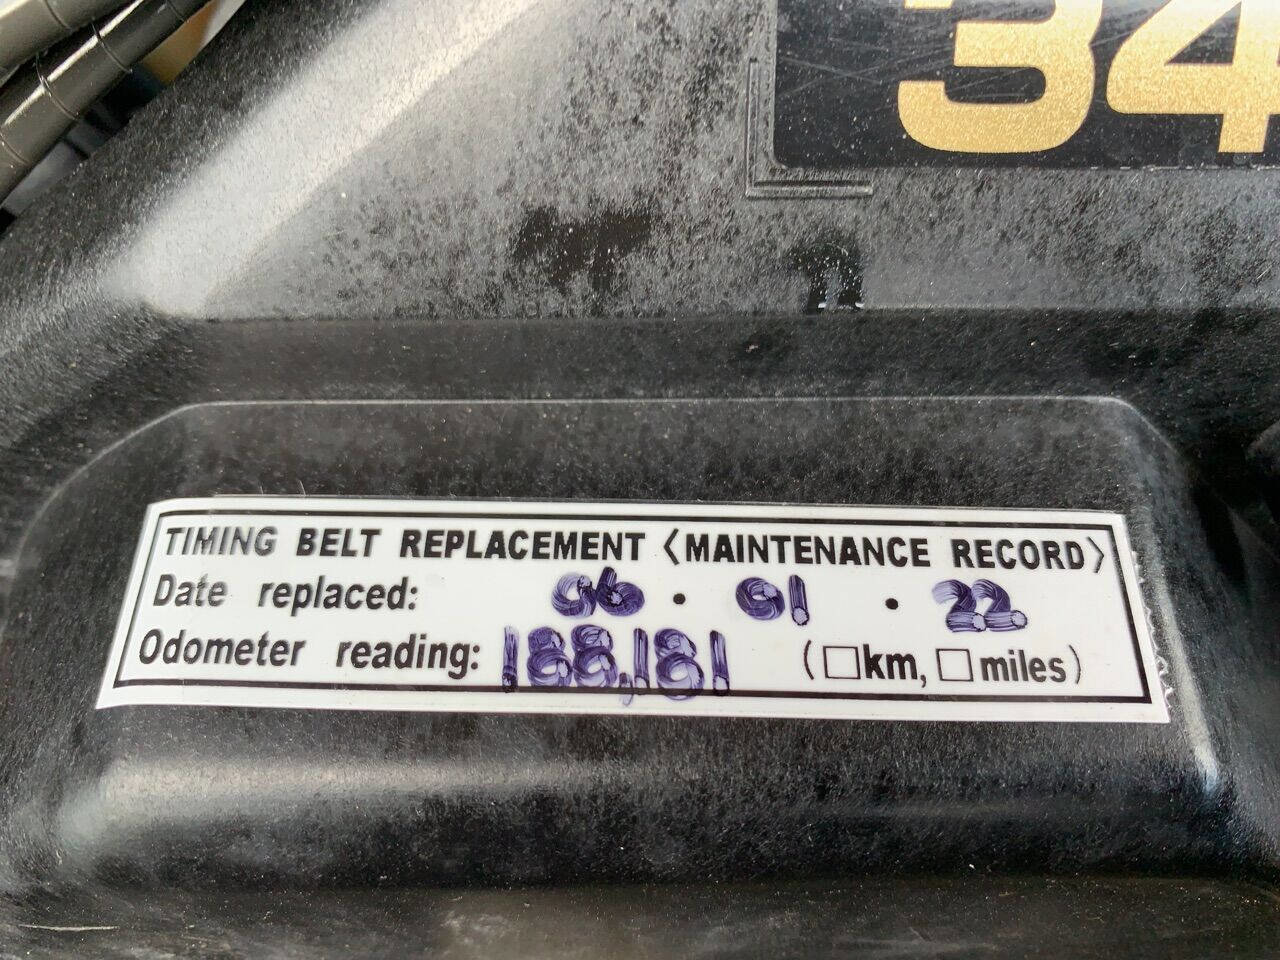 34
TIMING BELT REPLACEMENT〈MAINTENANCE RECORD〉
Date replaced: 06 . 01 . 22
Odometer reading: 188,181 (☐km, ☐miles)